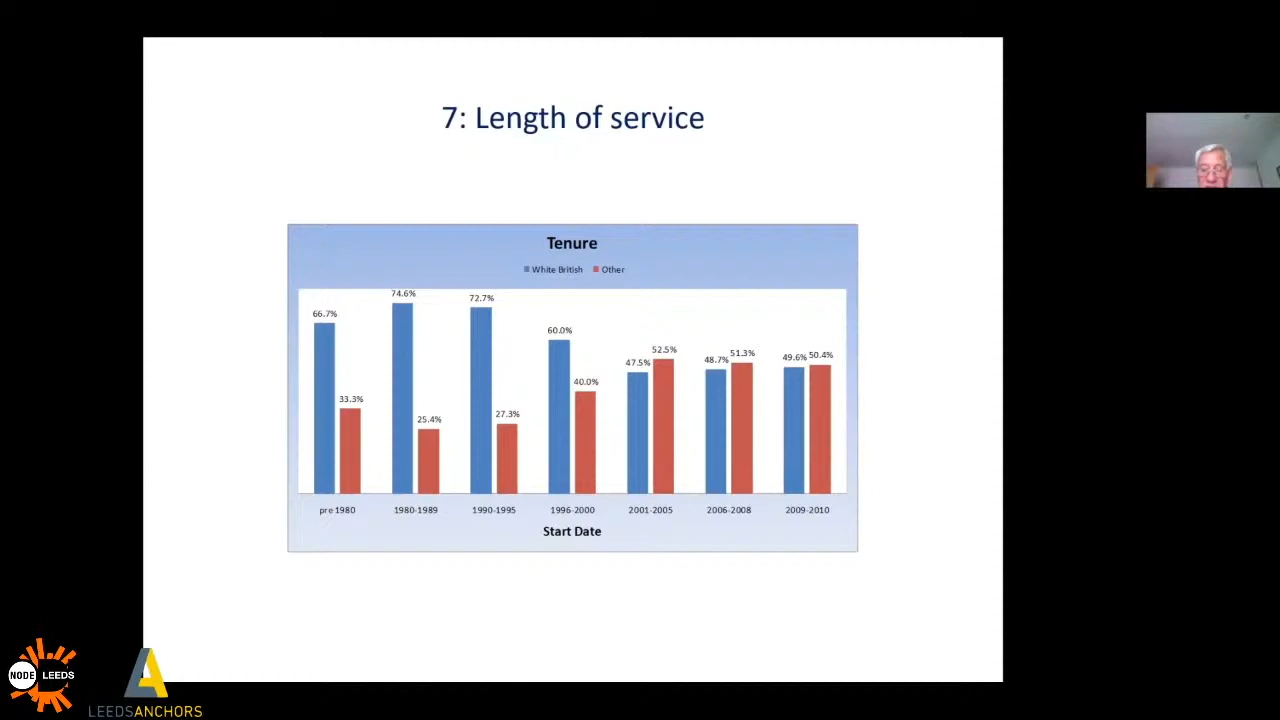 7: Length of service
Tenure
White British Other
66.7% 33.3% 74.6% 25.4% 72.7% 27.3% 60.0% 40.0% 47.5% 52.5% 48.7% 51.3% 49.6% 50.4%
pre 1980 1980-1989 1990-1995 1996-2000 2001-2005 2006-2008 2009-2010
Start Date
NODE LEEDS
LEEDSANCHORS